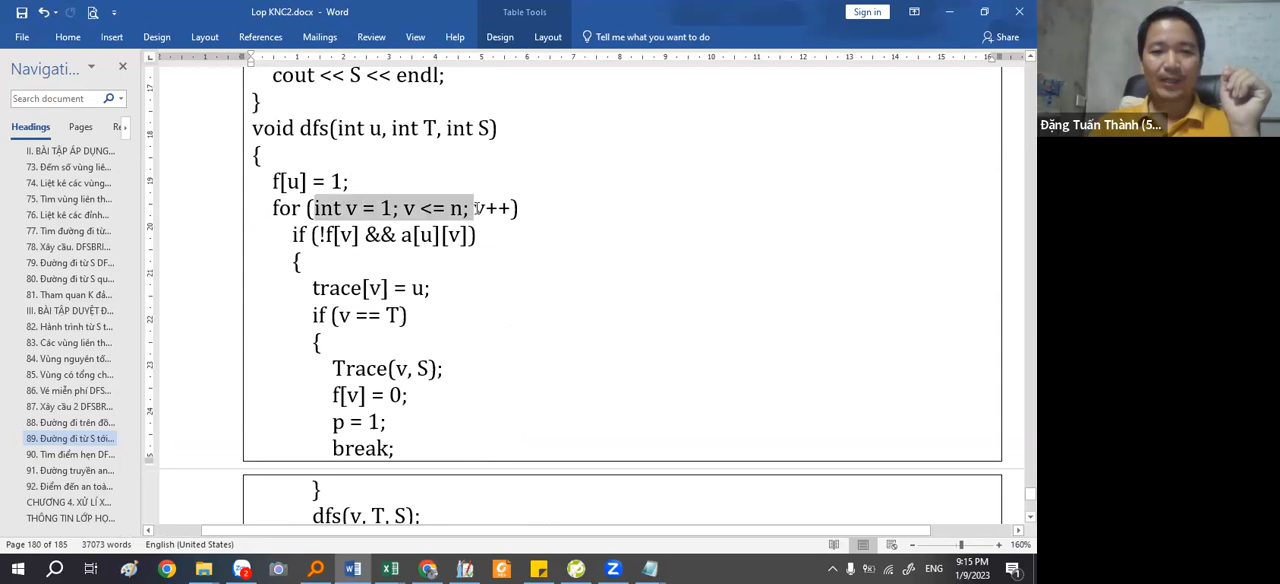 Lop KNC2.docx - Word
Table Tools
Sign in
File
Home
Insert
Design
Layout
References
Mailings
Review
View
Help
Design
Layout
Tell me what you want to do
Share
Navigati...
Search document
Headings
Pages
Re
II. BÀI TẬP ÁP DỤNG...
73. Đếm số vùng liê...
74. Liệt kê các vùng...
75. Tìm vùng liên th...
76. Liệt kê các đỉnh...
77. Tìm đường đi từ...
78. Xây cầu. DFSBRI...
79. Đường đi từ S DF...
80. Đường đi từ S qu...
81. Tham quan K đả...
III. BÀI TẬP DUYỆT Đ...
82. Hành trình từ S t...
83. Các vùng liên th...
84. Vùng nguyên tố...
85. Vùng có tổng ch...
86. Vé miễn phí DFS...
87. Xây cầu 2 DFSBR...
88. Đường đi trên đồ...
89. Đường đi từ S tới...
90. Tìm điểm hẹn DF...
91. Đường truyền an...
92. Điểm đến an toà...
CHƯƠNG 4. XỬ LÍ X...
THÔNG TIN LỚP HỌ...
cout << S << endl;
}
void dfs(int u, int T, int S)
{
f[u] = 1;
for (int v = 1; v <= n; v++)
if (!f[v] && a[u][v])
{
trace[v] = u;
if (v == T)
{
Trace(v, S);
f[v] = 0;
p = 1;
break;
}
dfs(v, T, S);
Đặng Tuấn Thành (5...
Page 180 of 185
37073 words
English (United States)
160%
ENG
9:15 PM
1/9/2023